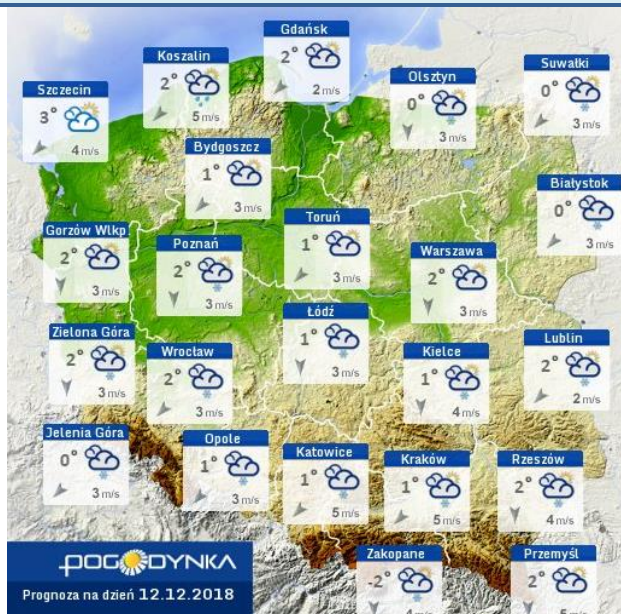 Gdańsk
2°
2 m/s
Koszalin
2°
5 m/s
Szczecin
3°
4 m/s
Olsztyn
0°
3 m/s
Suwałki
0°
3 m/s
Bydgoszcz
1°
3 m/s
Białystok
0°
3 m/s
Gorzów Wlkp
2°
3 m/s
Poznań
2°
3 m/s
Toruń
1°
3 m/s
Warszawa
2°
3 m/s
Zielona Góra
2°
3 m/s
Wrocław
2°
3 m/s
Łódź
1°
3 m/s
Kielce
1°
4 m/s
Lublin
2°
2 m/s
Jelenia Góra
0°
3 m/s
Opole
1°
3 m/s
Katowice
1°
5 m/s
Kraków
1°
5 m/s
Rzeszów
2°
4 m/s
Zakopane
-2°
Przemyśl
2°
5 m/s
POGODYNKA
Prognoza na dzień 12.12.2018